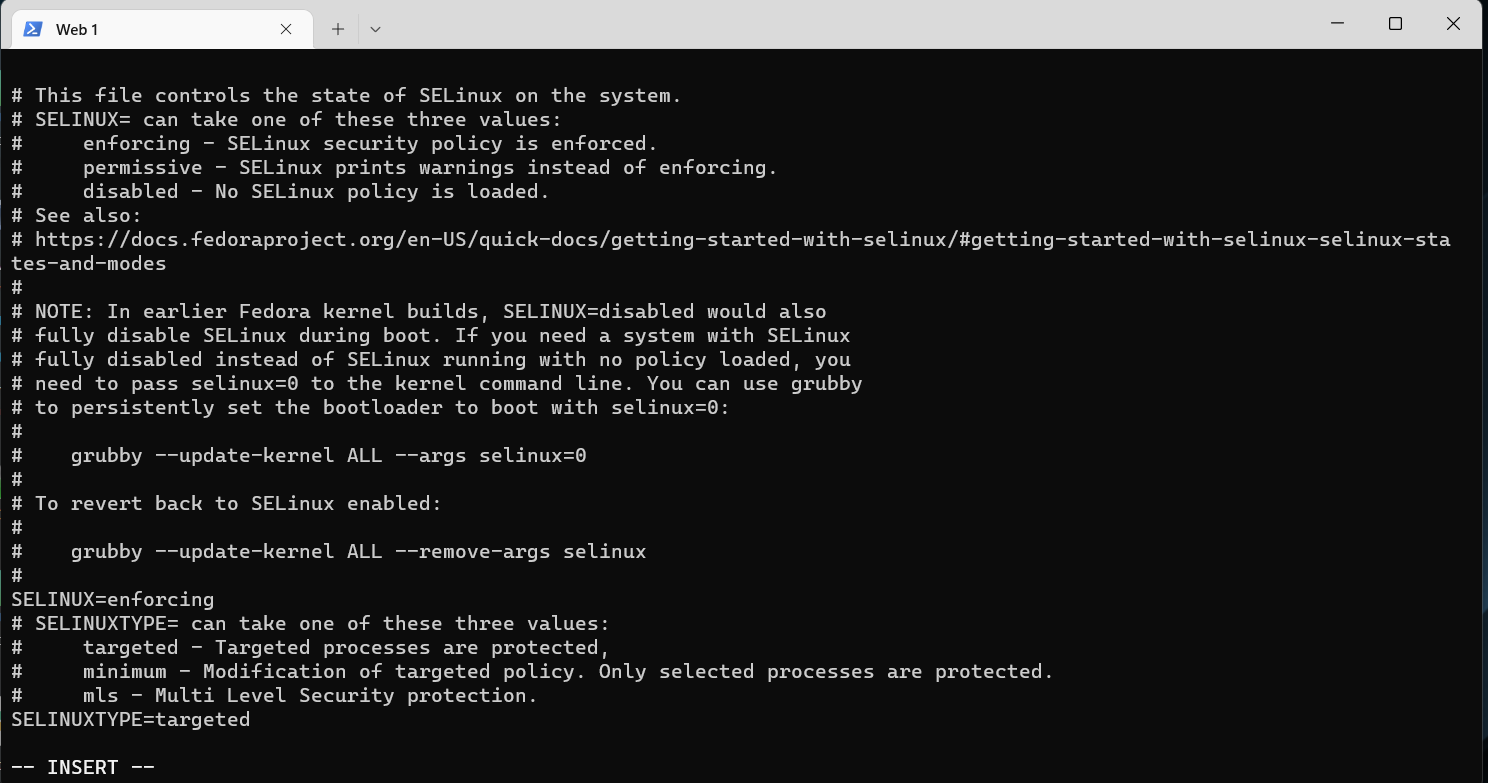 Web 1
# This file controls the state of SELinux on the system.
# SELINUX= can take one of these three values:
#     enforcing - SELinux security policy is enforced.
#     permissive - SELinux prints warnings instead of enforcing.
#     disabled - No SELinux policy is loaded.
# See also:
# https://docs.fedoraproject.org/en-US/quick-docs/getting-started-with-selinux/#getting-started-with-selinux-selinux-sta
tes-and-modes
#
# NOTE: In earlier Fedora kernel builds, SELINUX=disabled would also
# fully disable SELinux during boot. If you need a system with SELinux
# fully disabled instead of SELinux running with no policy loaded, you
# need to pass selinux=0 to the kernel command line. You can use grubby
# to persistently set the bootloader to boot with selinux=0:
#
#    grubby --update-kernel ALL --args selinux=0
#
# To revert back to SELinux enabled:
#
#    grubby --update-kernel ALL --remove-args selinux
#
SELINUX=enforcing
# SELINUXTYPE= can take one of these three values:
#     targeted - Targeted processes are protected,
#     minimum - Modification of targeted policy. Only selected processes are protected.
#     mls - Multi Level Security protection.
SELINUXTYPE=targeted
-- INSERT --